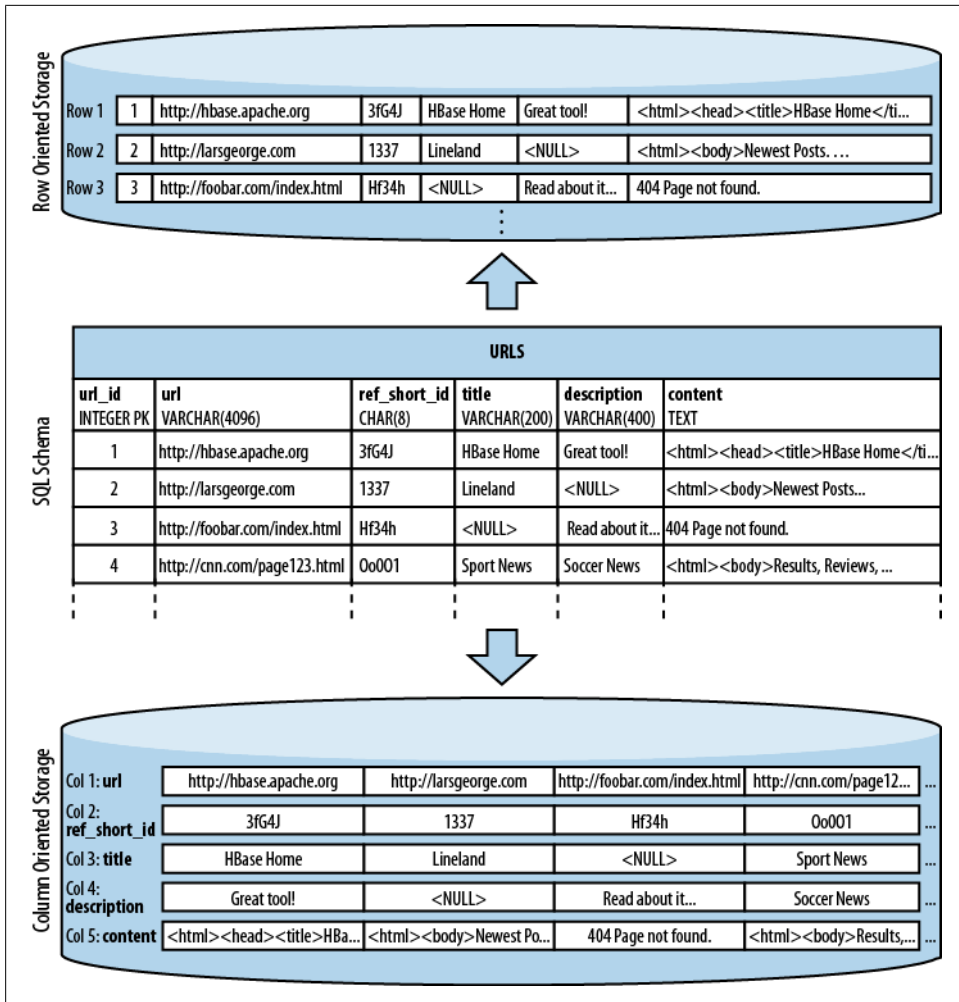 Row Oriented Storage
Row 1 1 http://hbase.apache.org 3fG4J HBase Home Great tool! <html><head><title>HBase Home</ti...
Row 2 2 http://larsgeorge.com 1337 Lineland <NULL> <html><body>Newest Posts. ...
Row 3 3 http://foobar.com/index.html Hf34h <NULL> Read about it... 404 Page not found.
SQL Schema
URLS
url_id url ref_short_id title description content
INTEGER PK VARCHAR(4096) CHAR(8) VARCHAR(200) VARCHAR(400) TEXT
1 http://hbase.apache.org 3fG4J HBase Home Great tool! <html><head><title>HBase Home</ti...
2 http://larsgeorge.com 1337 Lineland <NULL> <html><body>Newest Posts...
3 http://foobar.com/index.html Hf34h <NULL> Read about it... 404 Page not found.
4 http://cnn.com/page123.html Oo0O1 Sport News Soccer News <html><body>Results, Reviews, ...
Column Oriented Storage
Col 1: url http://hbase.apache.org http://larsgeorge.com http://foobar.com/index.html http://cnn.com/page12... ...
Col 2:
ref_short_id 3fG4J 1337 Hf34h Oo0O1 ...
Col 3: title HBase Home Lineland <NULL> Sport News ...
Col 4:
description Great tool! <NULL> Read about it... Soccer News ...
Col 5: content <html><head><title>HBa... <html><body>Newest Po... 404 Page not found. <html><body>Results,... ...